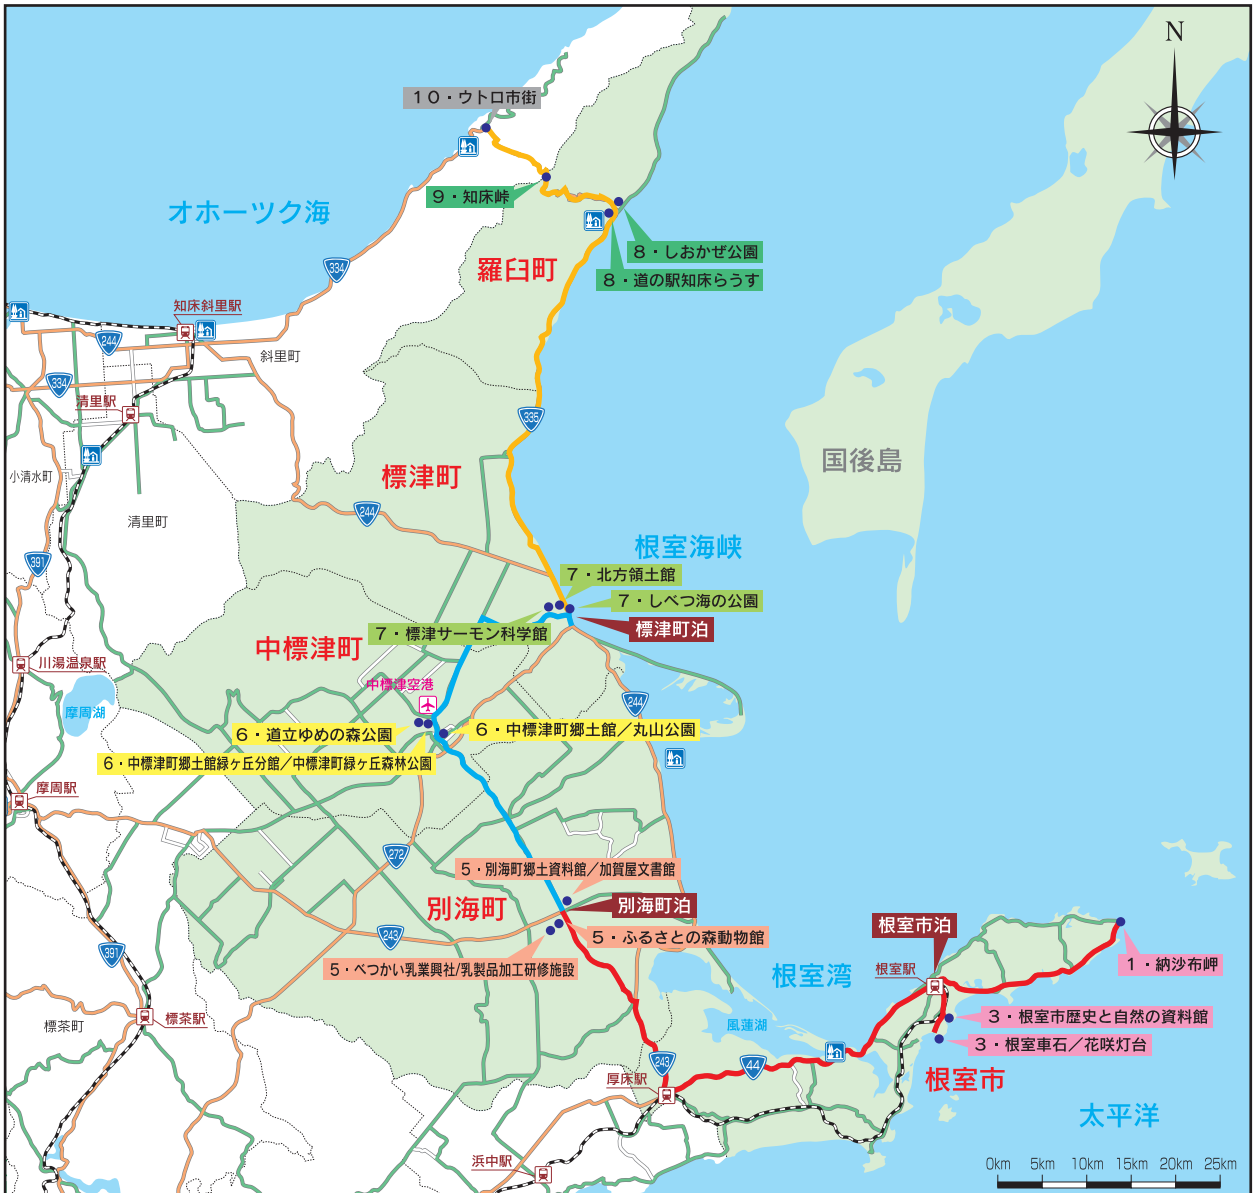 N
10・ウトロ市街
9・知床峠
オホーツク海
8・しおかぜ公園
羅臼町
8・道の駅知床らうす
334
知床斜里駅
244
斜里町
334
清里駅
335
国後島
標津町
小清水町
244
清里町
根室海峡
391
7・北方領土館
7・しべつ海の公園
標津町泊
7・標津サーモン科学館
中標津町
川湯温泉駅
中標津空港
244
摩周湖
6・道立ゆめの森公園
6・中標津町郷土館／丸山公園
6・中標津町郷土館緑ヶ丘分館／中標津町緑ヶ丘森林公園
摩周駅
272
5・別海町郷土資料館／加賀屋文書館
別海町
別海町泊
根室市泊
243
5・ふるさとの森動物館
391
5・べつかい乳業興社/乳製品加工研修施設
根室湾
根室駅
1・納沙布岬
標茶町
標茶駅
風蓮湖
3・根室市歴史と自然の資料館
3・根室車石／花咲灯台
243
44
厚床駅
根室市
太平洋
浜中駅
0km 5km 10km 15km 20km 25km